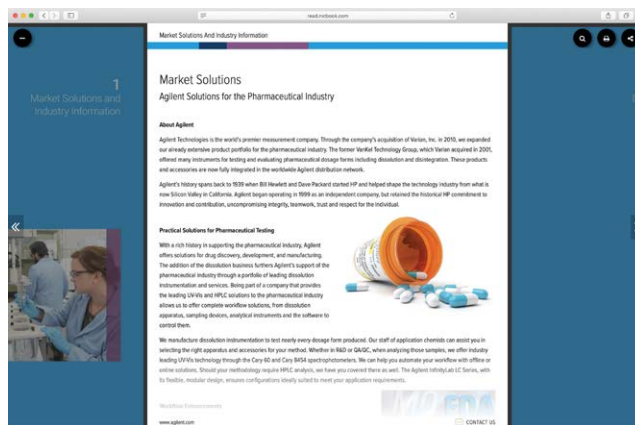 read.nxtbook.com
Market Solutions And Industry Information
1
Market Solutions and
Industry Information
Market Solutions
Agilent Solutions for the Pharmaceutical Industry
About Agilent
Agilent Technologies is the world's premier measurement company. Through the company's acquisition of Varian, Inc. in 2010, we expanded
our already extensive product portfolio for the pharmaceutical industry. The former VanKel Technology Group, which Varian acquired in 2001,
offered many instruments for testing and evaluating pharmaceutical dosage forms including dissolution and disintegration. These products
and accessories are now fully integrated in the worldwide Agilent distribution network.
Agilent's history spans back to 1939 when Bill Hewlett and Dave Packard started HP and helped shape the technology industry from what is
now Silicon Valley in California. Agilent began operating in 1999 as an independent company, but retained the historical HP commitment to
innovation and contribution, uncompromising integrity, teamwork, trust and respect for the individual.
Practical Solutions for Pharmaceutical Testing
With a rich history in supporting the pharmaceutical industry, Agilent
offers solutions for drug discovery, development, and manufacturing.
The addition of the dissolution business furthers Agilent's support of the
pharmaceutical industry through a portfolio of leading dissolution
instrumentation and services. Being part of a company that provides
the leading UV-Vis and HPLC solutions to the pharmaceutical industry
allows us to offer complete workflow solutions, from dissolution
apparatus, sampling devices, analytical instruments and the software to
control them.
We manufacture dissolution instrumentation to test nearly every dosage form produced. Our staff of application chemists can assist you in
selecting the right apparatus and accessories for your method. Whether in R&D or QA/QC, when analyzing those samples, we offer industry
leading UV-Vis technology through the Cary 60 and Cary 8454 spectrophotometers. We can help you automate your workflow with offline or
online solutions. Should your methodology require HPLC analysis, we have you covered there as well. The Agilent InfinityLab LC Series, with
its flexible, modular design, ensures configurations ideally suited to meet your application requirements.
Workflow Enhancements
www.agilent.com
CONTACT US